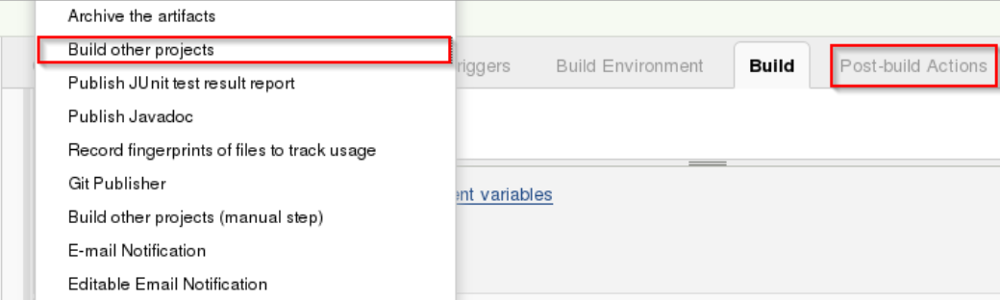 Archive the artifacts
Build other projects
Publish JUnit test result report
Publish Javadoc
Record fingerprints of files to track usage
Git Publisher
Build other projects (manual step)
E-mail Notification
Editable Email Notification
Build Environment
Build
Post-build Actions
variables